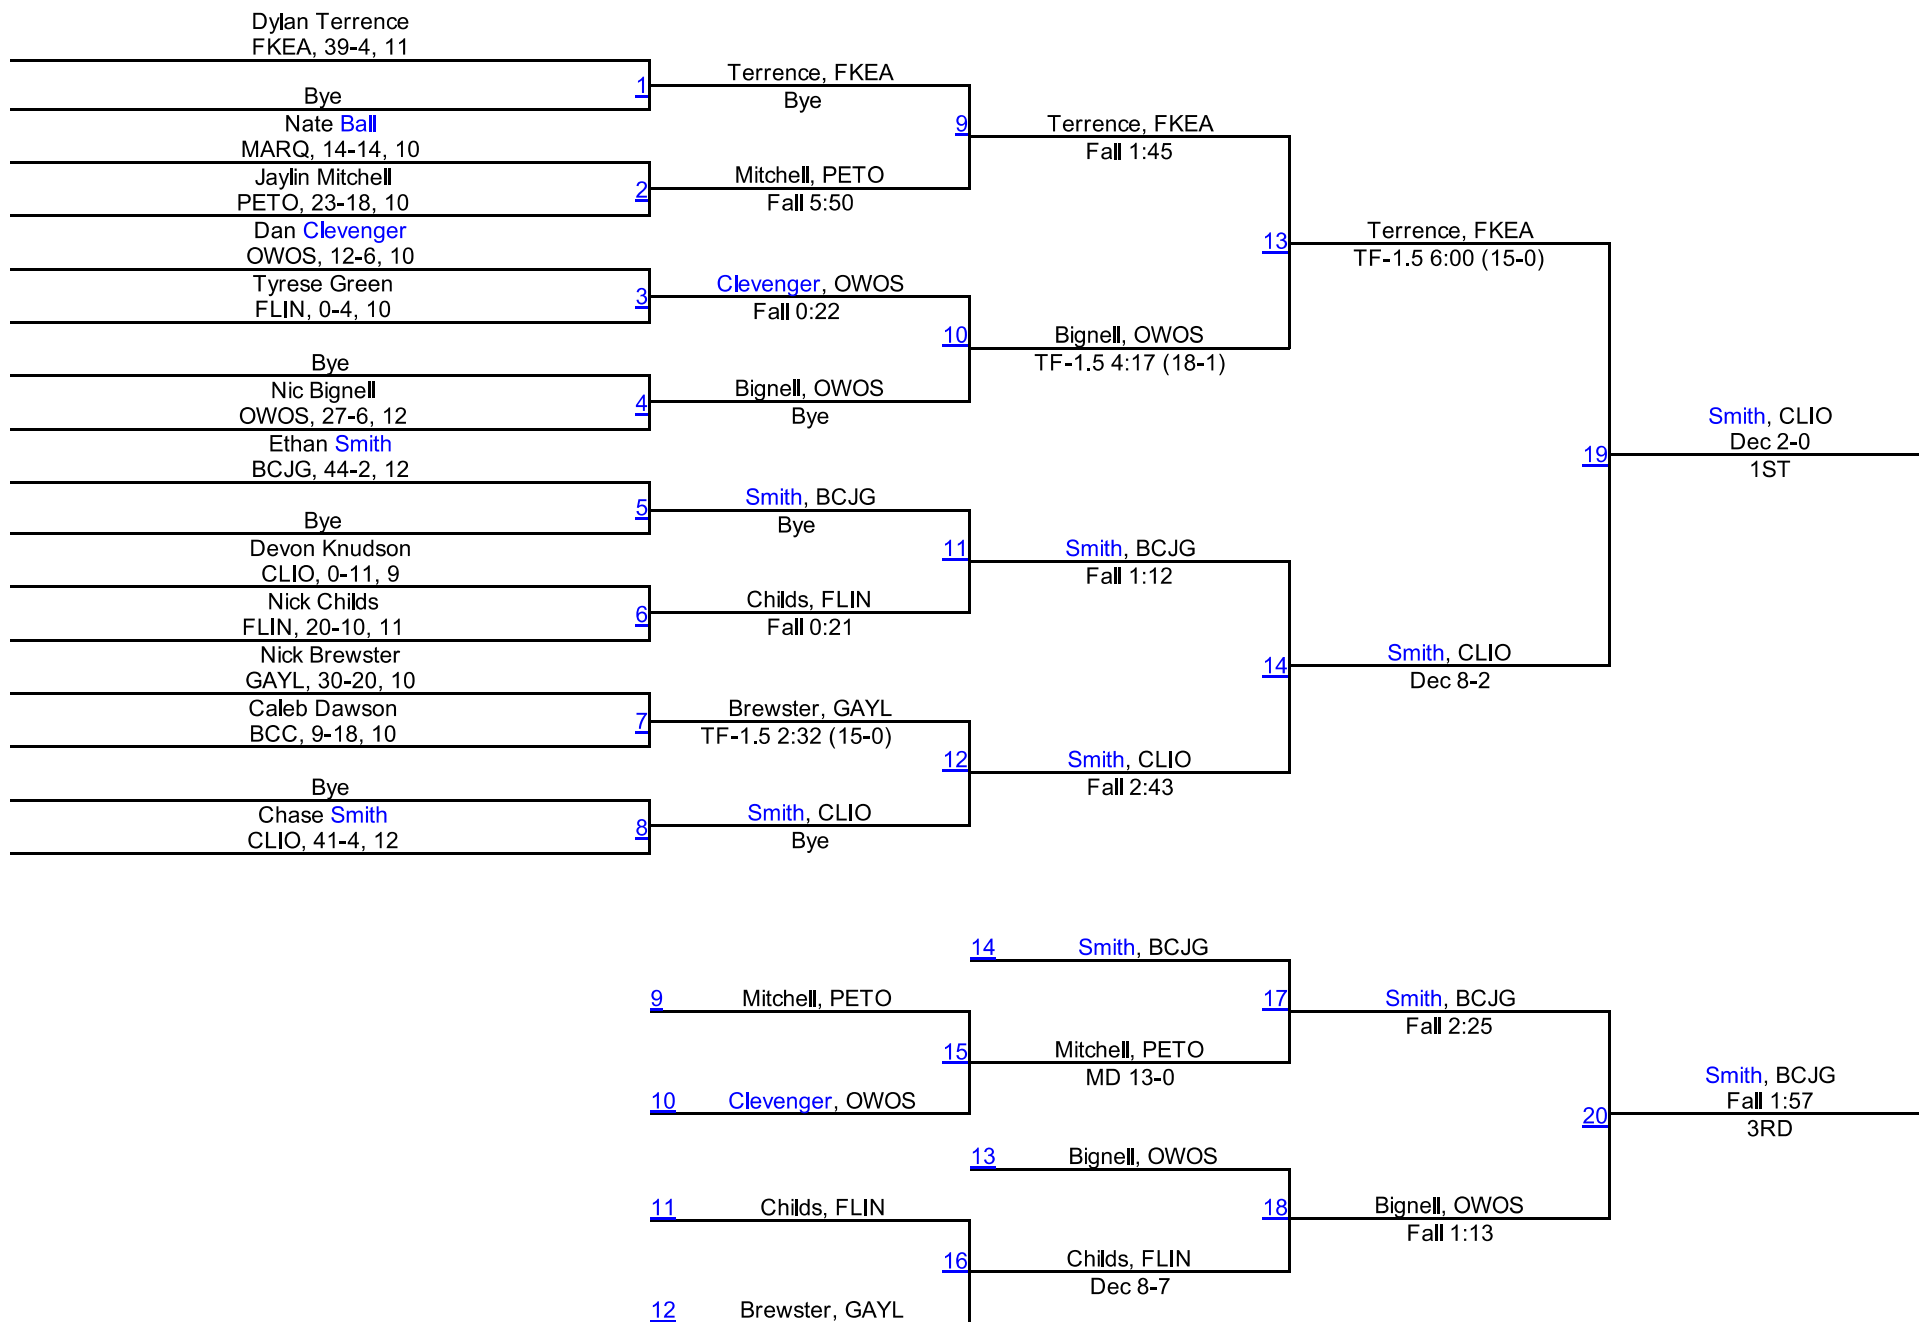 Dylan Terrence
FKEA, 39-4, 11
1
Bye
Nate Ball
MARQ, 14-14, 10
Jaylin Mitchell
PETO, 23-18, 10
2
Dan Clevenger
OWOS, 12-6, 10
Tyrese Green
FLIN, 0-4, 10
3
Bye
Nic Bignell
OWOS, 27-6, 12
4
Ethan Smith
BCJG, 44-2, 12
5
Bye
Devon Knudson
CLIO, 0-11, 9
Nick Childs
FLIN, 20-10, 11
6
Nick Brewster
GAYL, 30-20, 10
Caleb Dawson
BCC, 9-18, 10
7
Bye
Chase Smith
CLIO, 41-4, 12
8
Terrence, FKEA
Bye
9
Mitchell, PETO
Fall 5:50
Clevenger, OWOS
Fall 0:22
10
Bignell, OWOS
Bye
Smith, BCJG
Bye
11
Childs, FLIN
Fall 0:21
Brewster, GAYL
TF-1.5 2:32 (15-0)
12
Smith, CLIO
Bye
Terrence, FKEA
Fall 1:45
13
Bignell, OWOS
TF-1.5 4:17 (18-1)
Smith, BCJG
Fall 1:12
14
Smith, CLIO
Fall 2:43
Terrence, FKEA
TF-1.5 6:00 (15-0)
19
Smith, CLIO
Dec 8-2
Smith, CLIO
Dec 2-0
1ST
14 Smith, BCJG
9 Mitchell, PETO
17
15
Mitchell, PETO
MD 13-0
10 Clevenger, OWOS
Smith, BCJG
Fall 2:25
13 Bignell, OWOS
11 Childs, FLIN
18
16
Childs, FLIN
Dec 8-7
12 Brewster, GAYL
Bignell, OWOS
Fall 1:13
20
Smith, BCJG
Fall 1:57
3RD